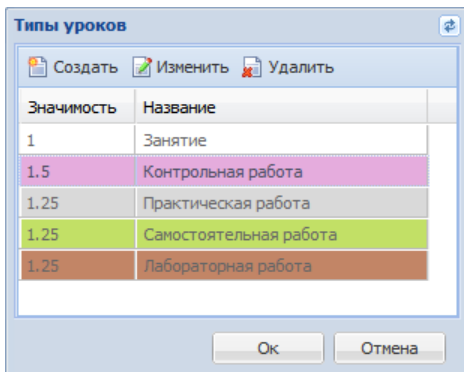 Типы уроков
Создать Изменить Удалить
Значимость Название
1 Занятие
1.5 Контрольная работа
1.25 Практическая работа
1.25 Самостоятельная работа
1.25 Лабораторная работа
Ок Отмена